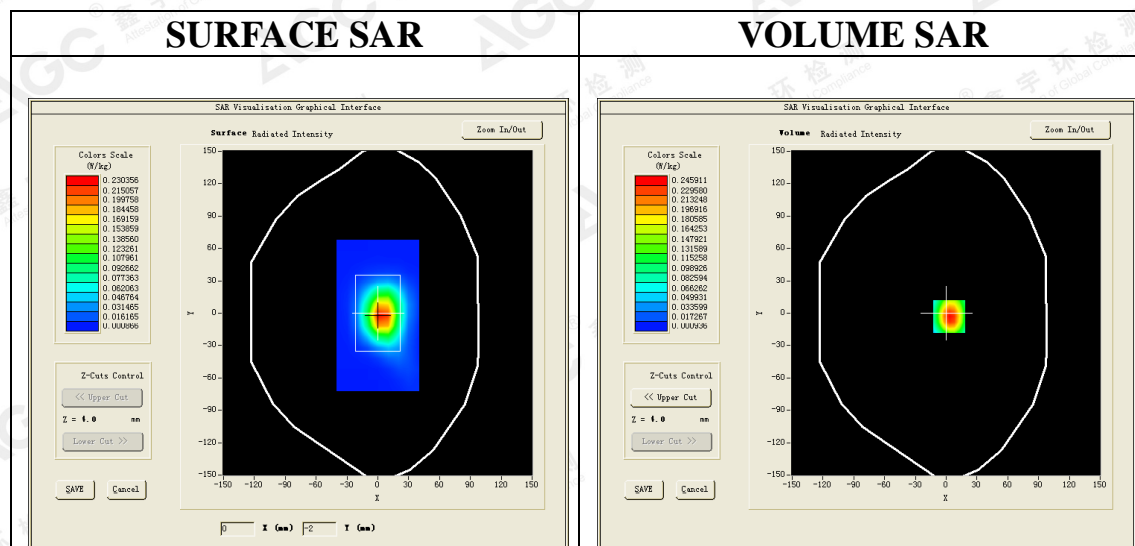 SURFACE SAR
VOLUME SAR
SAR Visualisation Graphical Interface
Surface Radiated Intensity
Zoom In/Out
Colors Scale
(W/kg)
0.230356
0.215057
0.199758
0.184458
0.169159
0.153859
0.138560
0.123261
0.107961
0.092662
0.077363
0.062063
0.046764
0.031465
0.016165
0.000866
150
120
90
60
30
0
-30
-60
-90
-120
-150
Y
-150 -120 -90 -60 -30 0 30 60 90 120 150
X
Z-Cuts Control
<< Upper Cut
Z = 4.0 mm
Lower Cut >>
SAVE Cancel
0 X (mm) -2 Y (mm)
SAR Visualisation Graphical Interface
Volume Radiated Intensity
Zoom In/Out
Colors Scale
(W/kg)
0.245911
0.229580
0.213248
0.196916
0.180585
0.164253
0.147921
0.131589
0.115258
0.098926
0.082594
0.066262
0.049931
0.033599
0.017267
0.000936
150
120
90
60
30
0
-30
-60
-90
-120
-150
Y
-150 -120 -90 -60 -30 0 30 60 90 120 150
X
Z-Cuts Control
<< Upper Cut
Z = 4.0 mm
Lower Cut >>
SAVE Cancel